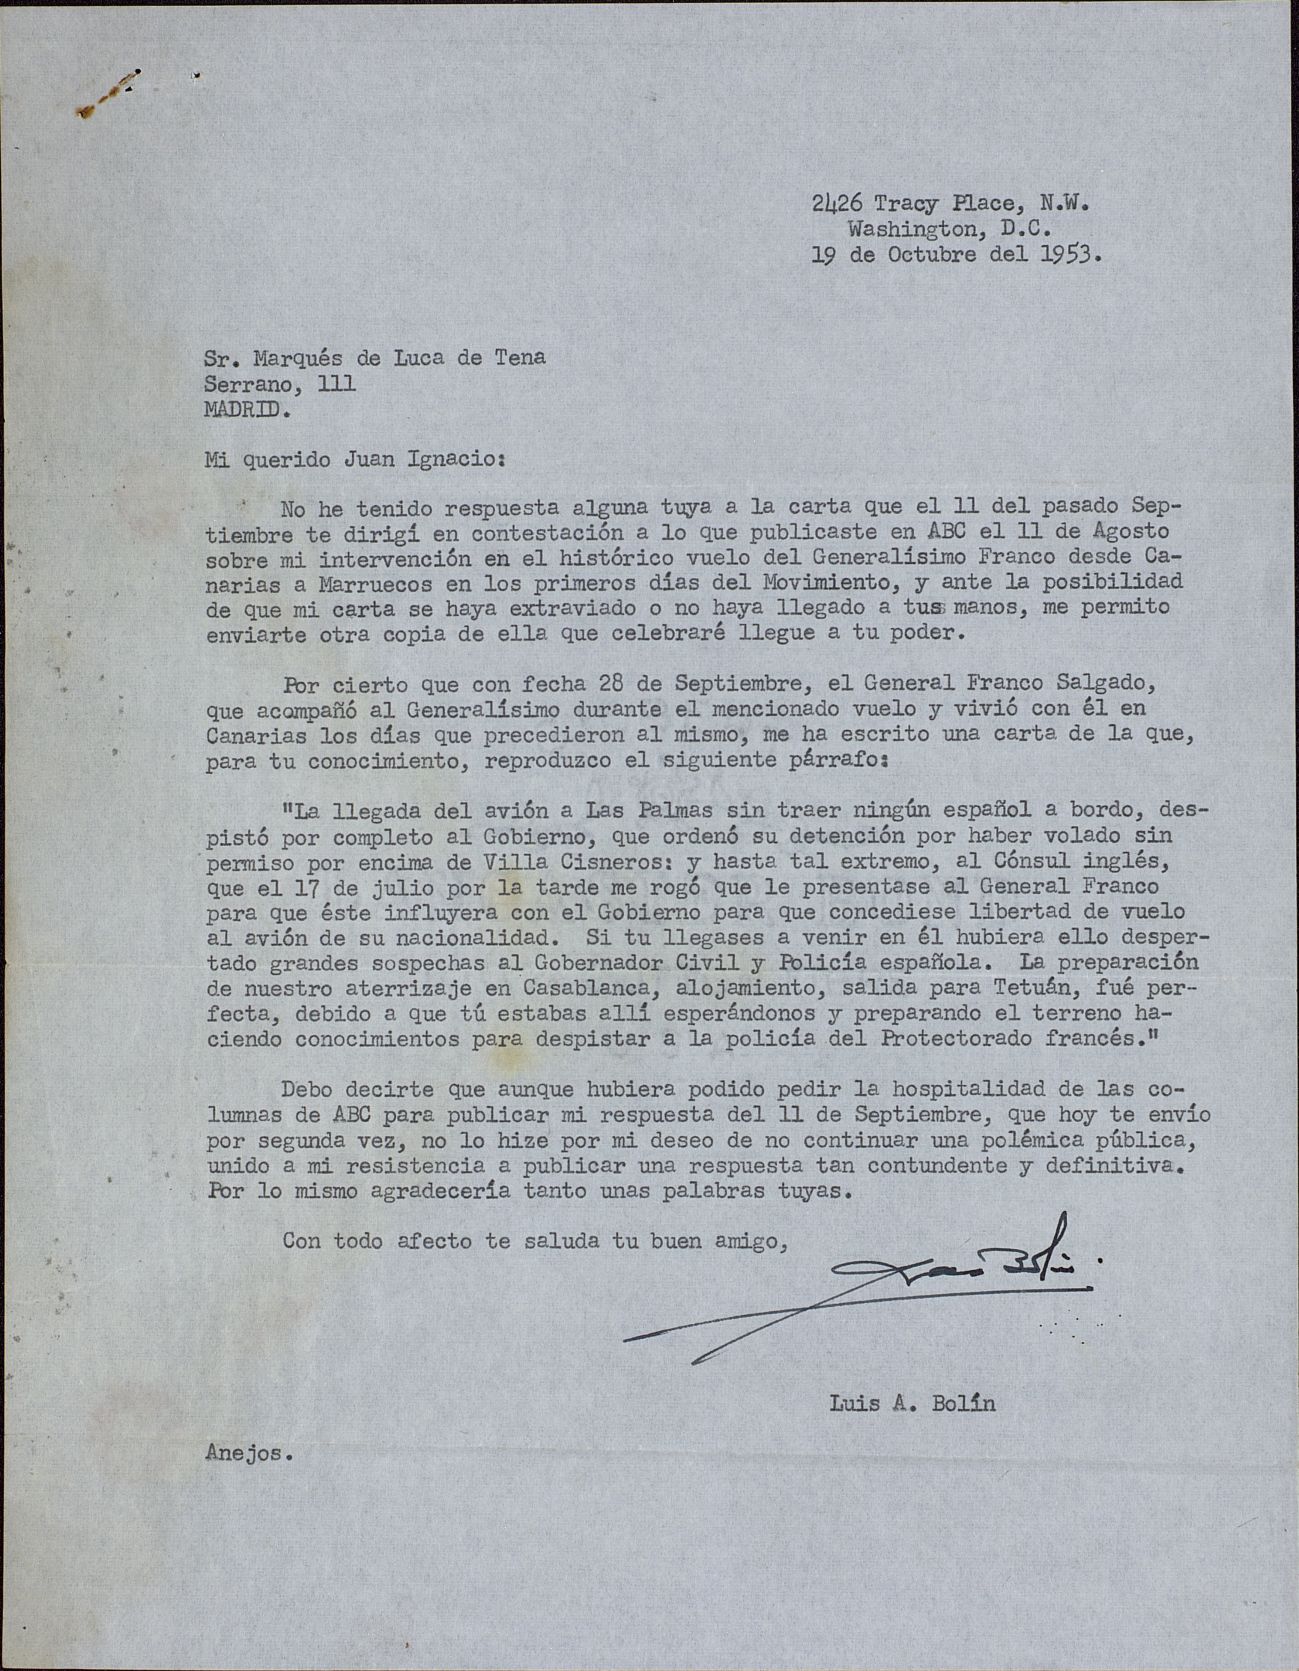 2426 Tracy Place, N.W.
Washington, D.C.
19 de Octubre del 1953.
Sr. Marqués de Luca de Tena
Serrano, 111
MADRID.
Mi querido Juan Ignacio:
No he tenido respuesta alguna tuya a la carta que el 11 del pasado Sep-
tiembre te dirigí en contestación a lo que publicaste en ABC el 11 de Agosto
sobre mi intervención en el histórico vuelo del Generalísimo Franco desde Ca-
narias a Marruecos en los primeros días del Movimiento, y ante la posibilidad
de que mi carta se haya extraviado o no haya llegado a tus manos, me permito
enviarte otra copia de ella que celebraré llegue a tu poder.
Por cierto que con fecha 28 de Septiembre, el General Franco Salgado,
que acompañó al Generalísimo durante el mencionado vuelo y vivió con él en
Canarias los días que precedieron al mismo, me ha escrito una carta de la que,
para tu conocimiento, reproduzco el siguiente párrafo:
"La llegada del avión a Las Palmas sin traer ningún español a bordo, des-
pistó por completo al Gobierno, que ordenó su detención por haber volado sin
permiso por encima de Villa Cisneros: y hasta tal extremo, al Cónsul inglés,
que el 17 de julio por la tarde me rogó que le presentase al General Franco
para que éste influyera con el Gobierno para que concediese libertad de vuelo
al avión de su nacionalidad. Si tu llegases a venir en él hubiera ello desper-
tado grandes sospechas al Gobernador Civil y Policía española. La preparación
de nuestro aterrizaje en Casablanca, alojamiento, salida para Tetuán, fué per-
fecta, debido a que tú estabas allí esperándonos y preparando el terreno ha-
ciendo conocimientos para despistar a la policía del Protectorado francés."
Debo decirte que aunque hubiera podido pedir la hospitalidad de las co-
lumnas de ABC para publicar mi respuesta del 11 de Septiembre, que hoy te envío
por segunda vez, no lo hize por mi deseo de no continuar una polémica pública,
unido a mi resistencia a publicar una respuesta tan contundente y definitiva.
Por lo mismo agradecería tanto unas palabras tuyas.
Con todo afecto te saluda tu buen amigo,
Luis Bolín.
Luis A. Bolín
Anejos.